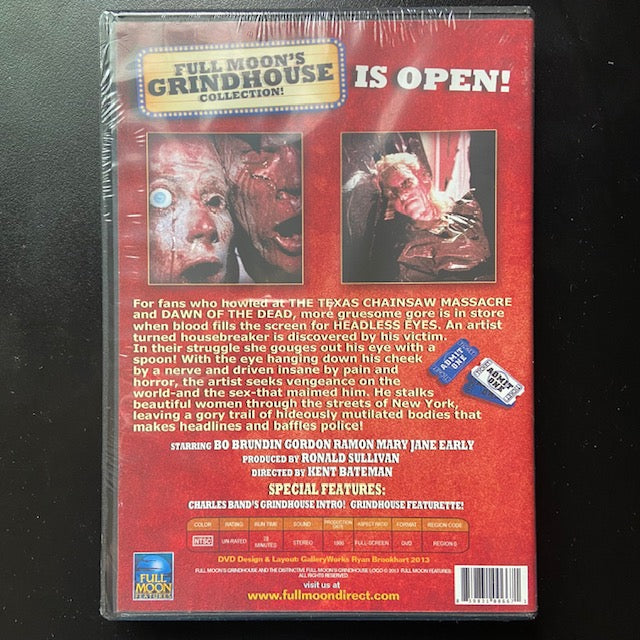 FULL MOON'S
GRINDHOUSE
COLLECTION!
IS OPEN!
For fans who howled at THE TEXAS CHAINSAW MASSACRE
and DAWN OF THE DEAD, more gruesome gore is in store
when blood fills the screen for HEADLESS EYES. An artist
turned housebreaker is discovered by his victim.
In their struggle she gouges out his eye with a
spoon! With the eye hanging down his cheek
by a nerve and driven insane by pain and
horror, the artist seeks vengeance on the
world-and the sex-that maimed him. He stalks
beautiful women through the streets of New York,
leaving a gory trail of hideously mutilated bodies that
makes headlines and baffles police!
ADMIT
ONE
ADMIT
ONE
STARRING BO BRUNDIN GORDON RAMON MARY JANE EARLY
PRODUCED BY RONALD SULLIVAN
DIRECTED BY KENT BATEMAN
SPECIAL FEATURES:
CHARLES BAND'S GRINDHOUSE INTRO! GRINDHOUSE FEATURETTE!
COLOR RATING RUN TIME SOUND PRODUCTION DATE ASPECT RATIO FORMAT REGION CODE
NTSC UN-RATED 78 MINUTES STEREO FULL-SCREEN DVD REGION 0
DVD Design & Layout: GalleryWorks Ryan Brookhart 2013
FULL MOON'S GRINDHOUSE AND THE DISTINCTIVE FULL MOON'S GRINDHOUSE LOGO © 2013 FULL MOON FEATURES:
ALL RIGHTS RESERVED.
visit us at
www.fullmoondirect.com
FULL
MOON
FEATURES